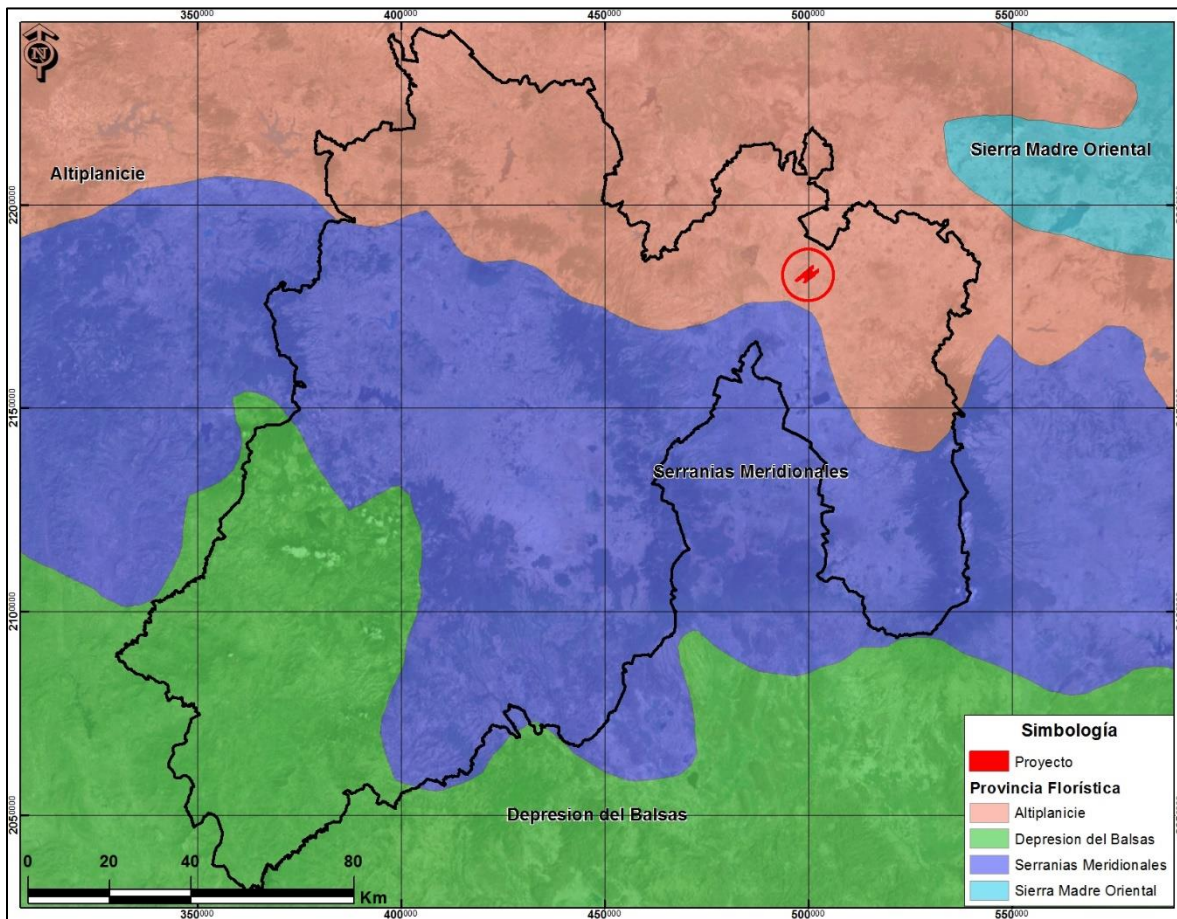 350000 400000 450000 500000 550000
N
Sierra Madre Oriental
Altiplanicie
2200000
2150000
Serranias Meridionales
2100000
Depresion del Balsas
2050000
0 20 40 80
Km
Simbología
Proyecto
Provincia Florística
Altiplanicie
Depresion del Balsas
Serranias Meridionales
Sierra Madre Oriental
350000 400000 450000 500000 550000